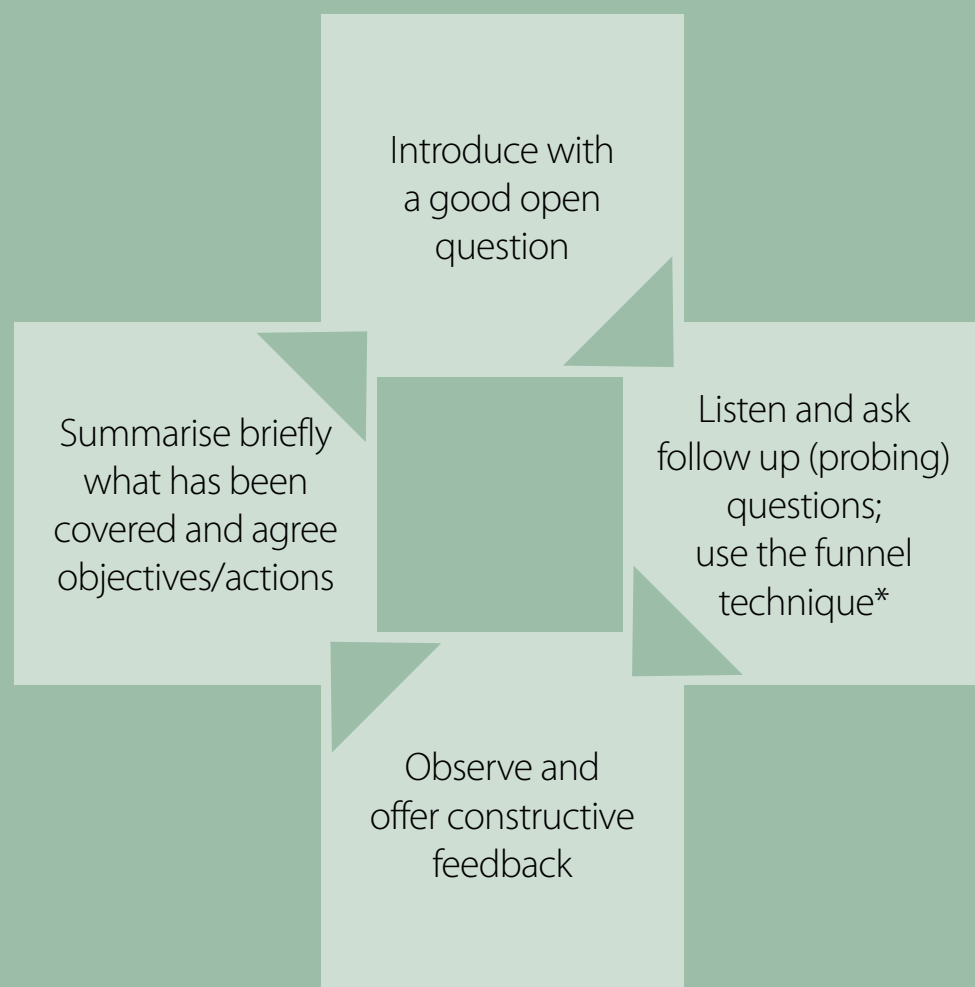 Introduce with
a good open
question
Listen and ask
follow up (probing)
questions;
use the funnel
technique*
Observe and
offer constructive
feedback
Summarise briefly
what has been
covered and agree
objectives/actions